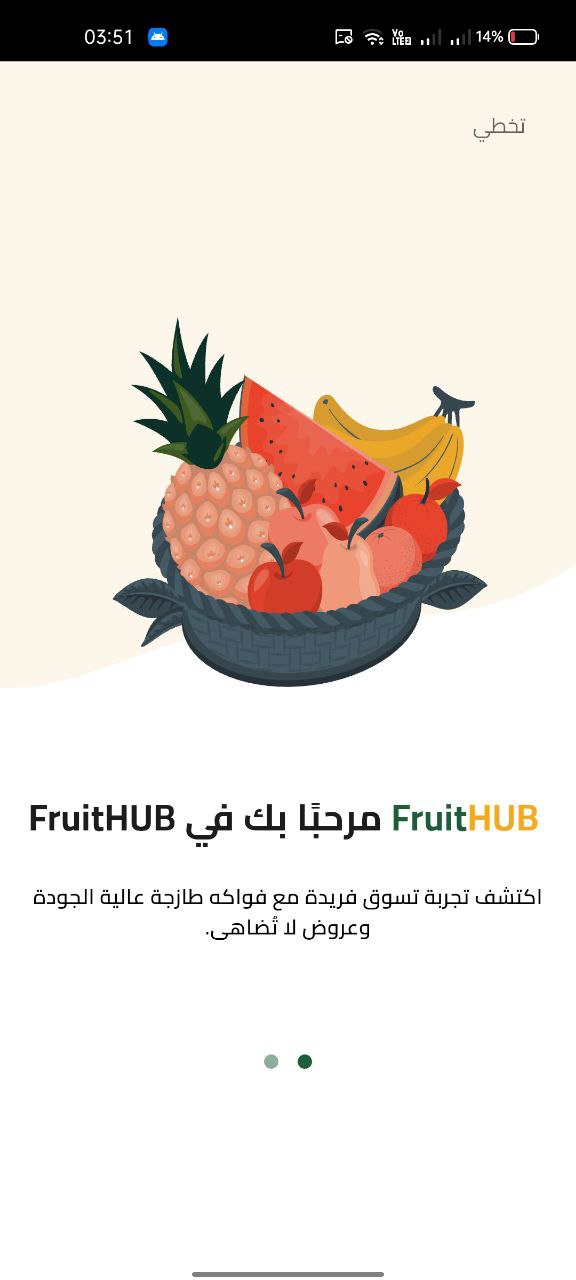 03:51
Vo LTE2 14%
تخطي
FruitHUB مرحبًا بك في FruitHUB
اكتشف تجربة تسوق فريدة مع فواكه طازجة عالية الجودة
وعروض لا تُضاهى.